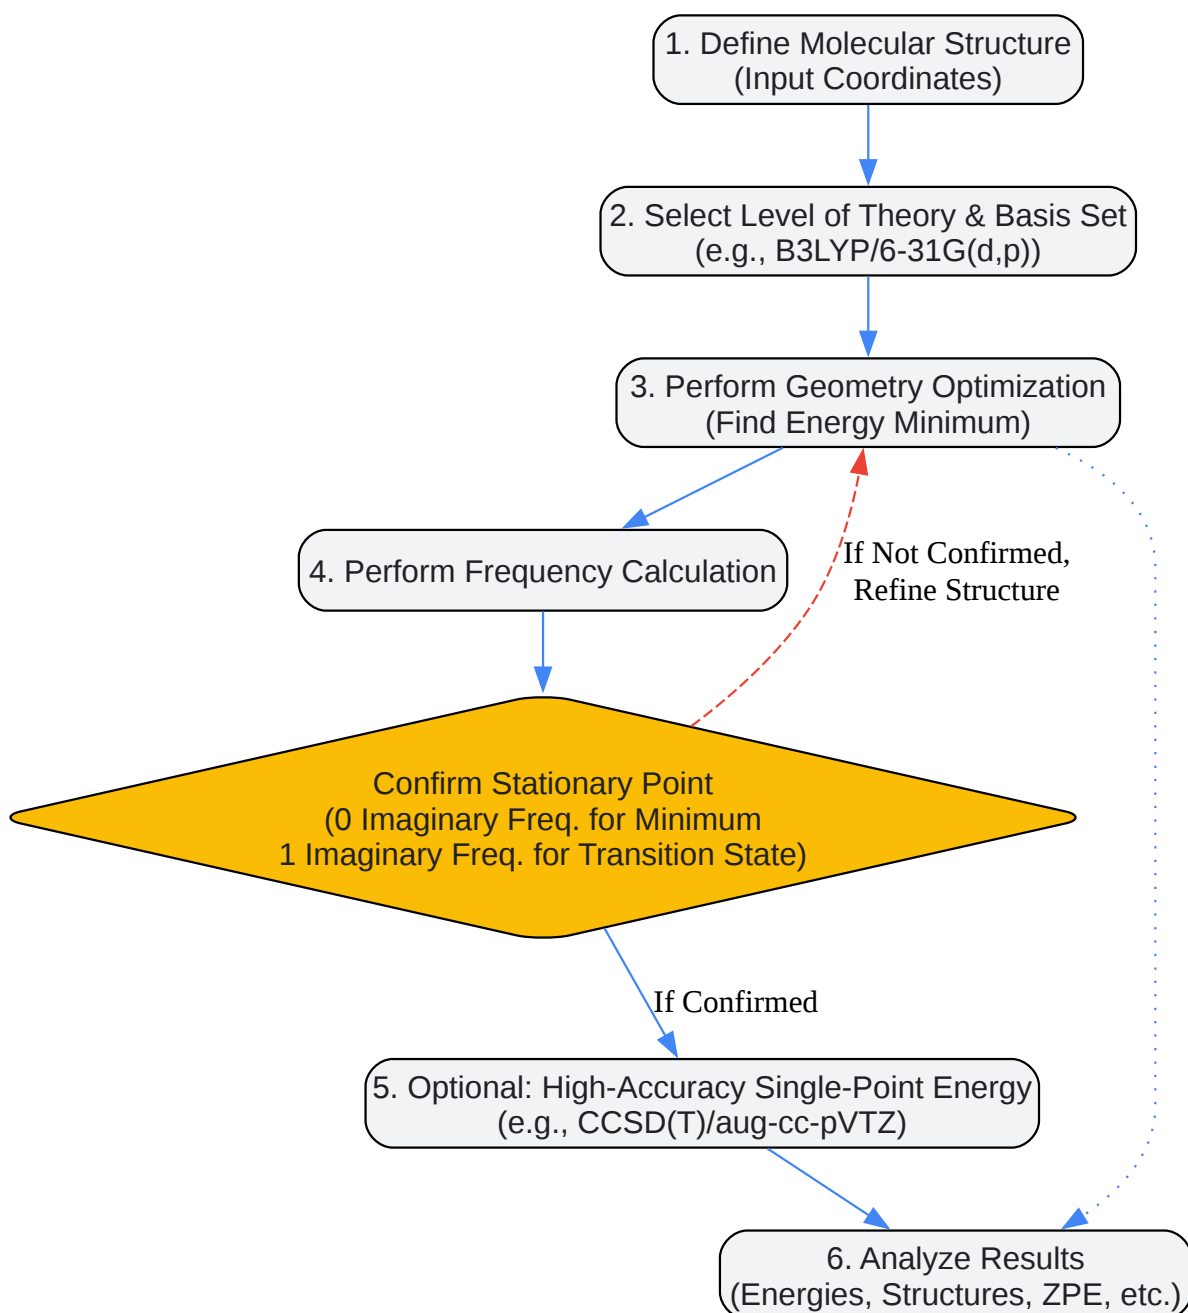 1. Define Molecular Structure
(Input Coordinates)
2. Select Level of Theory & Basis Set
(e.g., B3LYP/6-31G(d,p))
3. Perform Geometry Optimization
(Find Energy Minimum)
If Not Confirmed,
Refine Structure
4. Perform Frequency Calculation
Confirm Stationary Point
(0 Imaginary Freq. for Minimum
1 Imaginary Freq. for Transition State)
If Confirmed
5. Optional: High-Accuracy Single-Point Energy
(e.g., CCSD(T)/aug-cc-pVTZ)
6. Analyze Results
(Energies, Structures, ZPE, etc.)